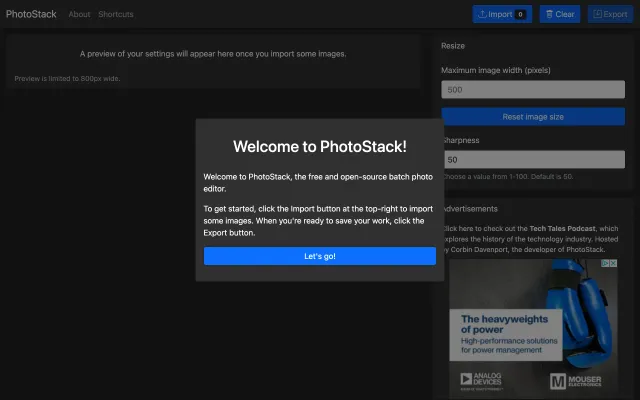 PhotoStack About Shortcuts Import 0 Clear Export
A preview of your settings will appear here once you import some images.
Preview is limited to 800px wide.
Resize
Maximum image width (pixels)
500
Reset image size
Sharpness
50
Choose a value from 1-100. Default is 50.
Welcome to PhotoStack!
Welcome to PhotoStack, the free and open-source batch photo
editor.
To get started, click the Import button at the top-right to import
some images. When you're ready to save your work, click the
Export button.
Let's go!
Advertisements
Click here to check out the Tech Tales Podcast, which
explores the history of the technology industry. Hosted
by Corbin Davenport, the developer of PhotoStack.
The heavyweights
of power
High-performance solutions
for power management
ANALOG
DEVICES
MOUSER
ELECTRONICS